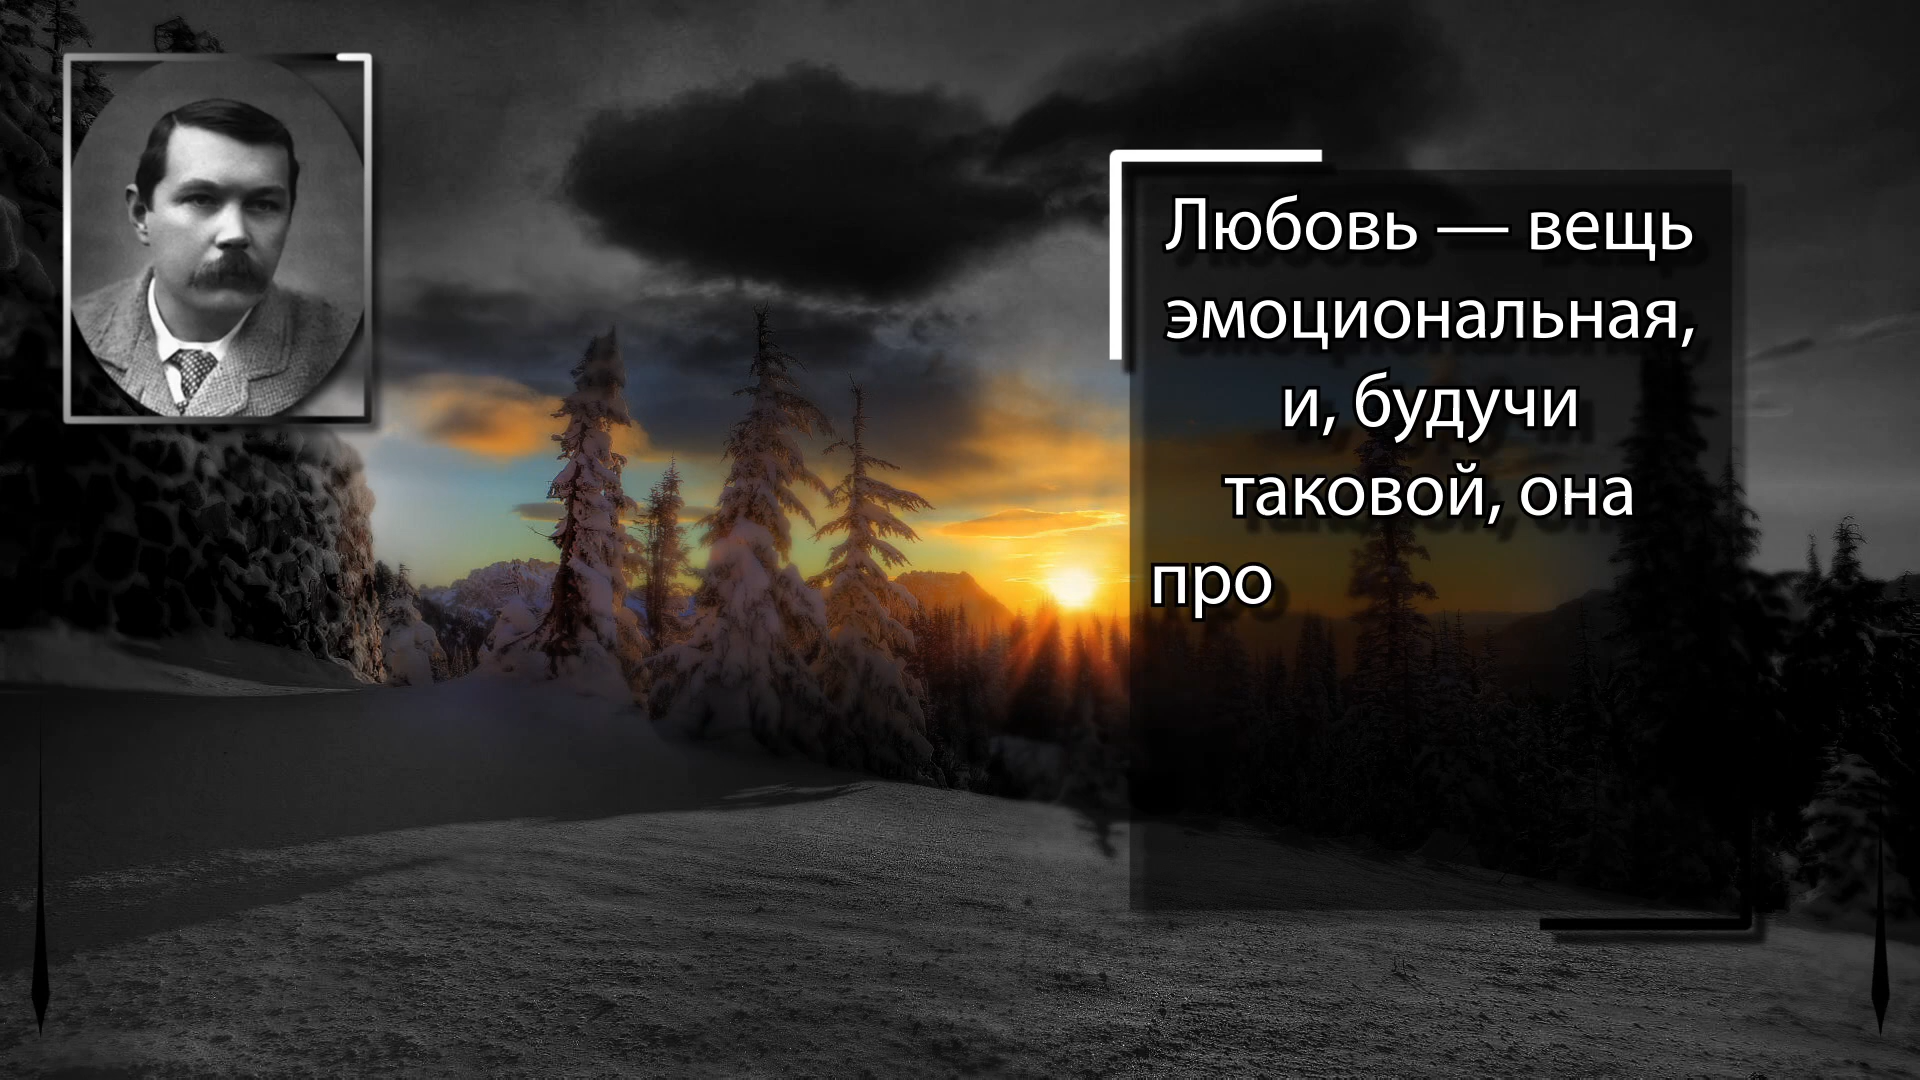 Любовь — вещь
эмоциональная,
и, будучи
таковой, она
про